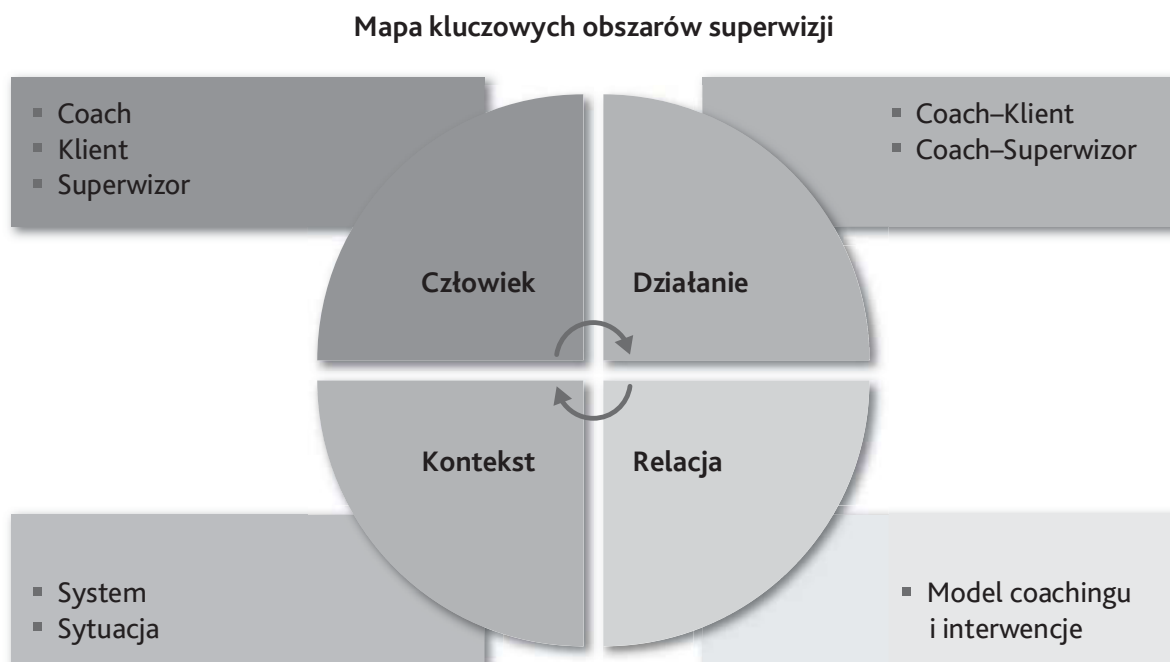 Mapa kluczowych obszarów superwizji
▪ Coach
▪ Klient
▪ Superwizor
▪ Coach–Klient
▪ Coach–Superwizor
Człowiek
Działanie
Kontekst
Relacja
▪ System
▪ Sytuacja
▪ Model coachingu
i interwencje